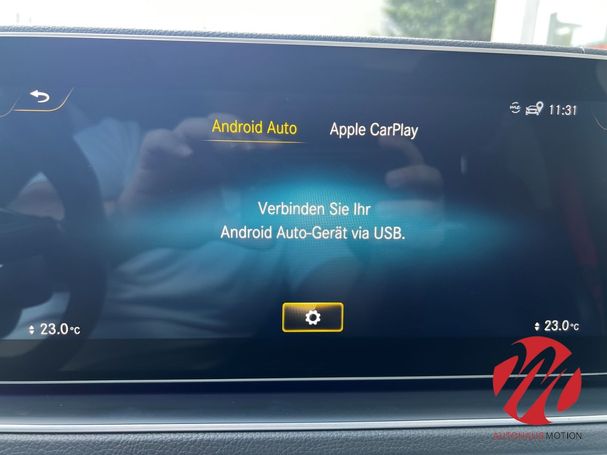 11:31
Android Auto
Apple CarPlay
Verbinden Sie Ihr
Android Auto-Gerät via USB.
23.0°C
23.0°C
AUTOHAUS MOTION